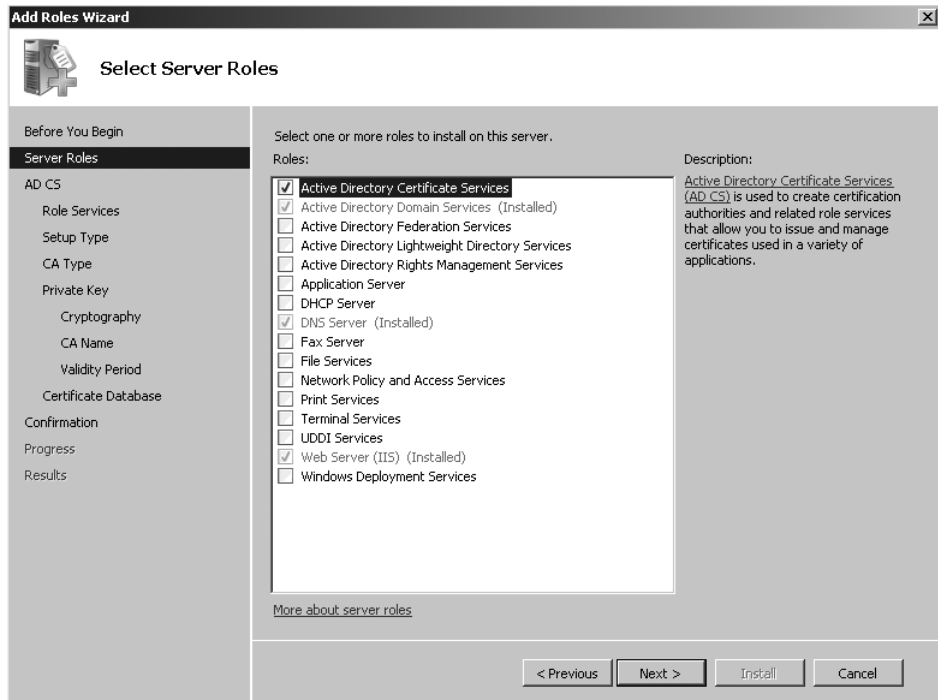 Add Roles Wizard
Select Server Roles
Before You Begin
Server Roles
AD CS
Role Services
Setup Type
CA Type
Private Key
Cryptography
CA Name
Validity Period
Certificate Database
Confirmation
Progress
Results
Select one or more roles to install on this server.
Roles:
Active Directory Certificate Services
Active Directory Domain Services (Installed)
Active Directory Federation Services
Active Directory Lightweight Directory Services
Active Directory Rights Management Services
Application Server
DHCP Server
DNS Server (Installed)
Fax Server
File Services
Network Policy and Access Services
Print Services
Terminal Services
UDDI Services
Web Server (IIS) (Installed)
Windows Deployment Services
More about server roles
Description:
Active Directory Certificate Services
(AD CS) is used to create certification
authorities and related role services
that allow you to issue and manage
certificates used in a variety of
applications.
< Previous
Next >
Install
Cancel